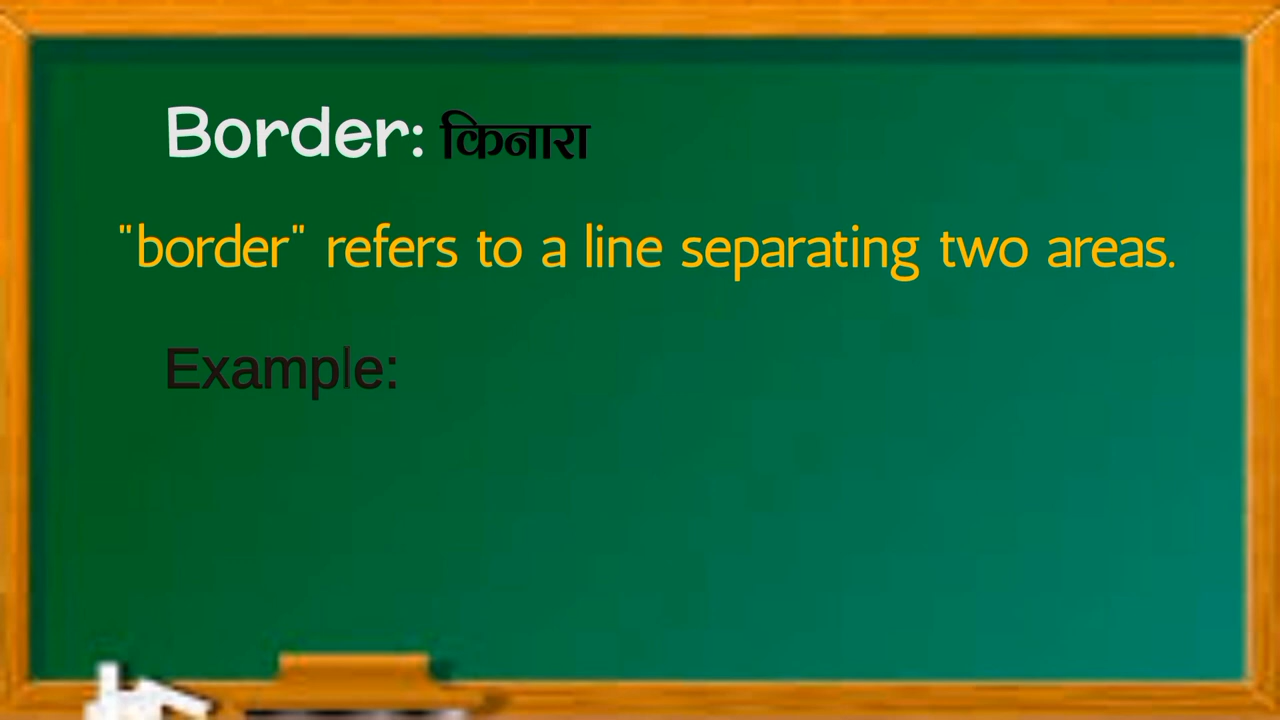 Border: किनारा
"border" refers to a line separating two areas.
Example: